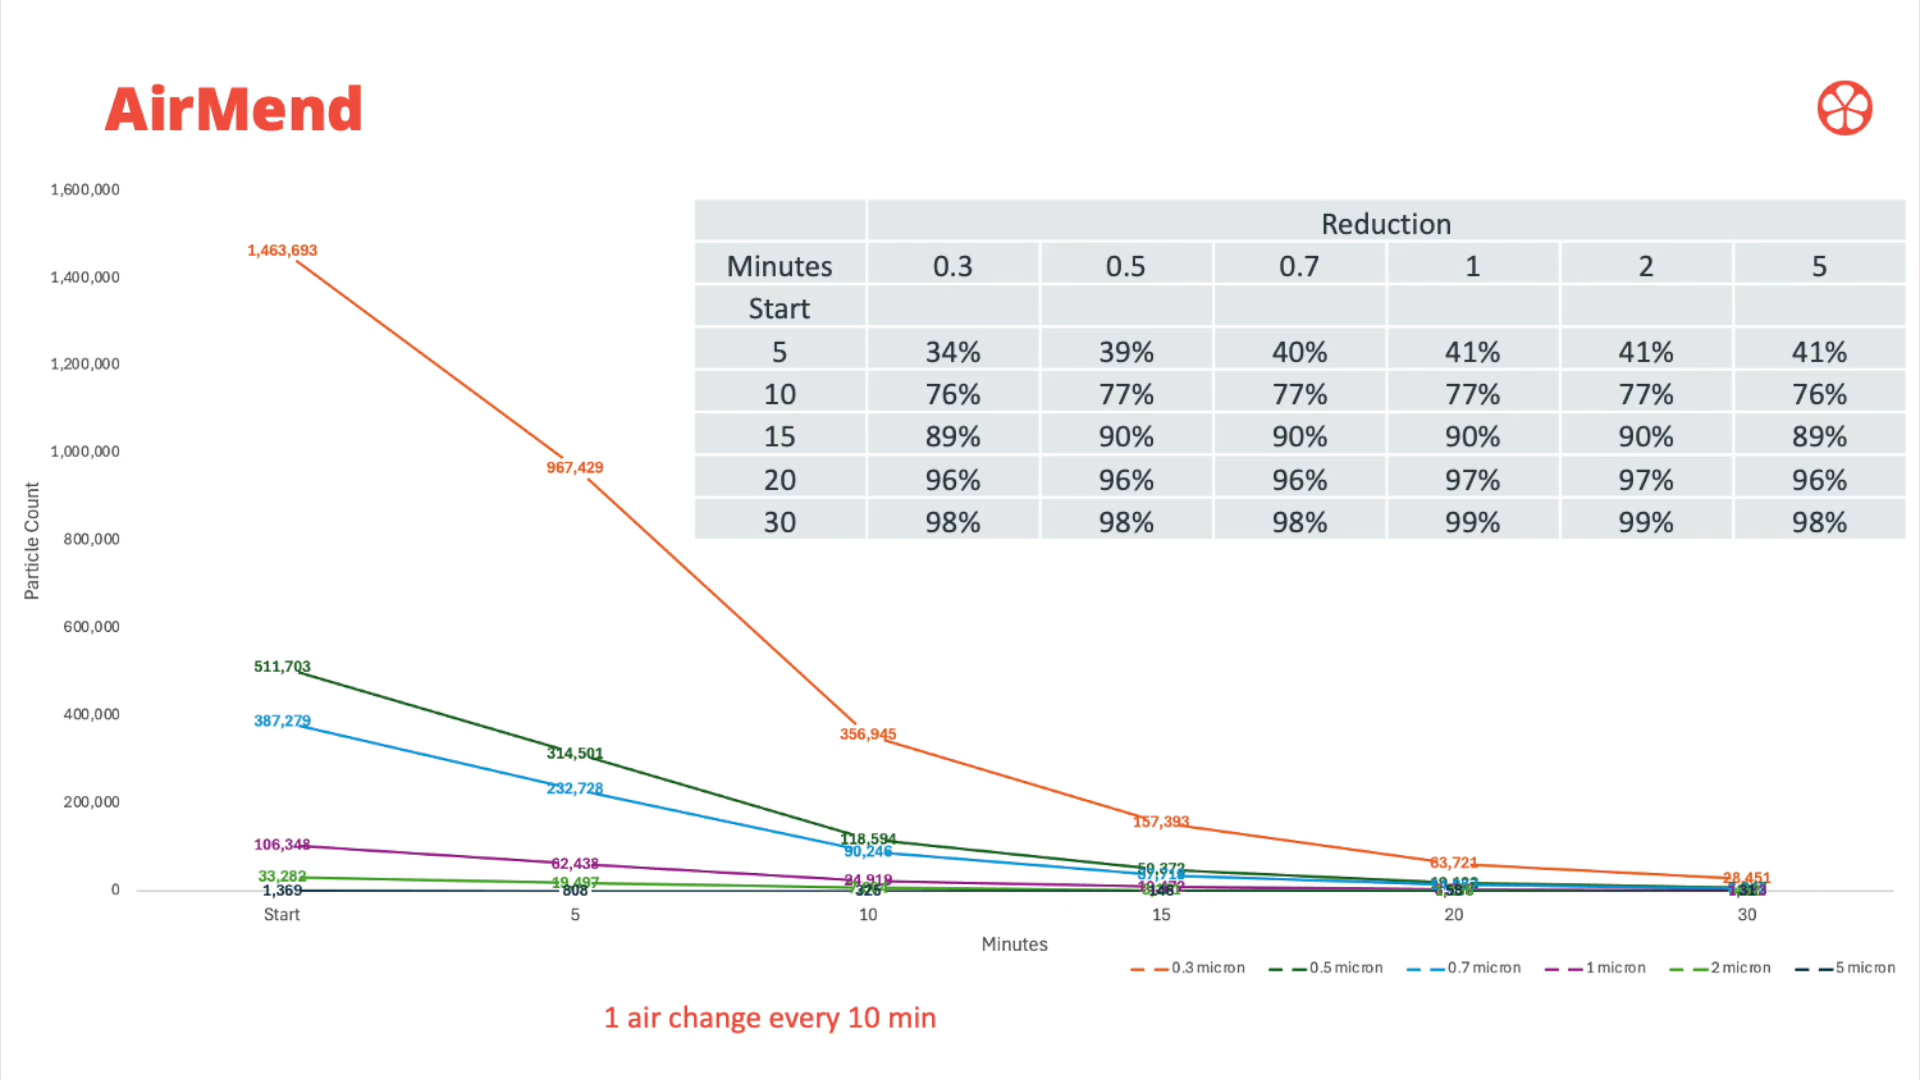 AirMend
1,600,000
1,400,000
1,200,000
1,000,000
800,000
600,000
400,000
200,000
0
Particle Count
1,463,693
967,429
356,945
157,393
63,721
28,451
511,703
314,501
118,594
50,372
387,279
232,728
90,246
106,348
62,438
24,919
33,282
19,497
1,369
808
326
146
Start 5 10 15 20 30
Minutes
0.3 micron 0.5 micron 0.7 micron 1 micron 2 micron 5 micron
Reduction
Minutes 0.3 0.5 0.7 1 2 5
Start
5 34% 39% 40% 41% 41% 41%
10 76% 77% 77% 77% 77% 76%
15 89% 90% 90% 90% 90% 89%
20 96% 96% 96% 97% 97% 96%
30 98% 98% 98% 99% 99% 98%
1 air change every 10 min